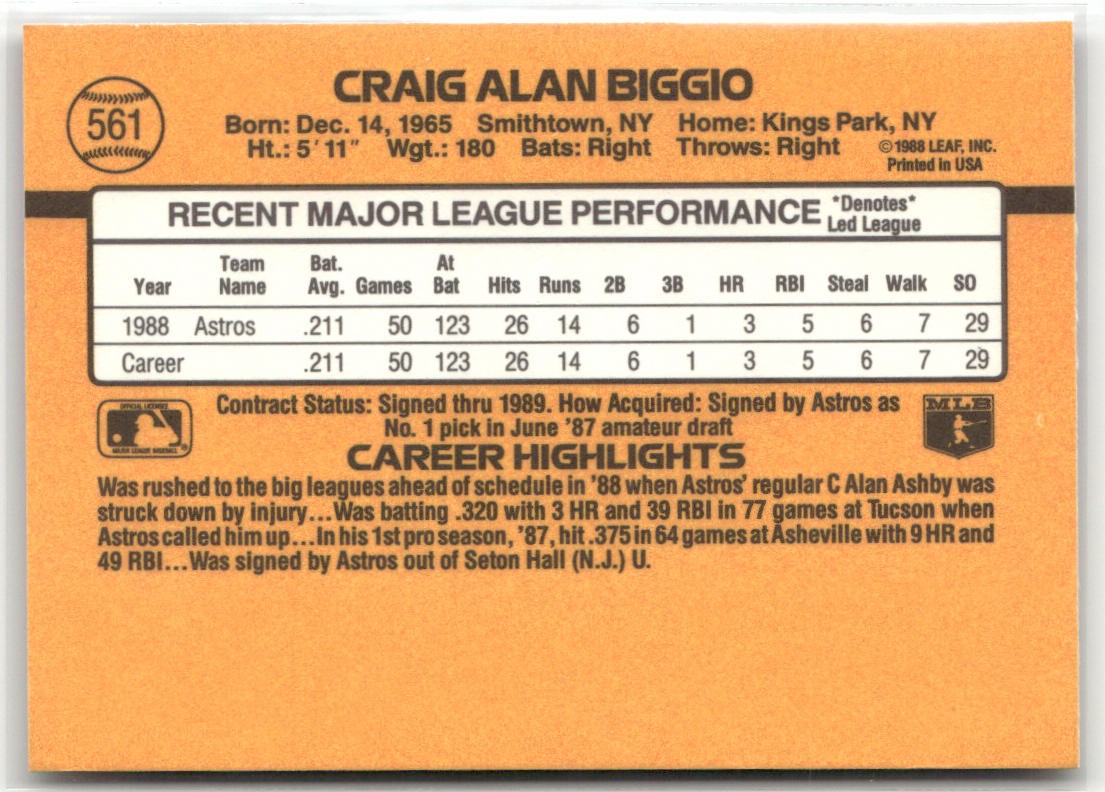 561
CRAIG ALAN BIGGIO
Born: Dec. 14, 1965 Smithtown, NY Home: Kings Park, NY
Ht.: 5' 11" Wgt.: 180 Bats: Right Throws: Right ©1988 LEAF, INC.
Printed in USA
RECENT MAJOR LEAGUE PERFORMANCE *Denotes*
Led League
Year Team Name Bat. Avg. Games At Bat Hits Runs 2B 3B HR RBI Steal Walk SO
1988 Astros .211 50 123 26 14 6 1 3 5 6 7 29
Career .211 50 123 26 14 6 1 3 5 6 7 29
OFFICIAL LICENSEE
MAJOR LEAGUE BASEBALL
Contract Status: Signed thru 1989. How Acquired: Signed by Astros as
No. 1 pick in June '87 amateur draft
MLB
CAREER HIGHLIGHTS
Was rushed to the big leagues ahead of schedule in '88 when Astros' regular C Alan Ashby was
struck down by injury...Was batting .320 with 3 HR and 39 RBI in 77 games at Tucson when
Astros called him up...In his 1st pro season, '87, hit .375 in 64 games at Asheville with 9 HR and
49 RBI...Was signed by Astros out of Seton Hall (N.J.) U.